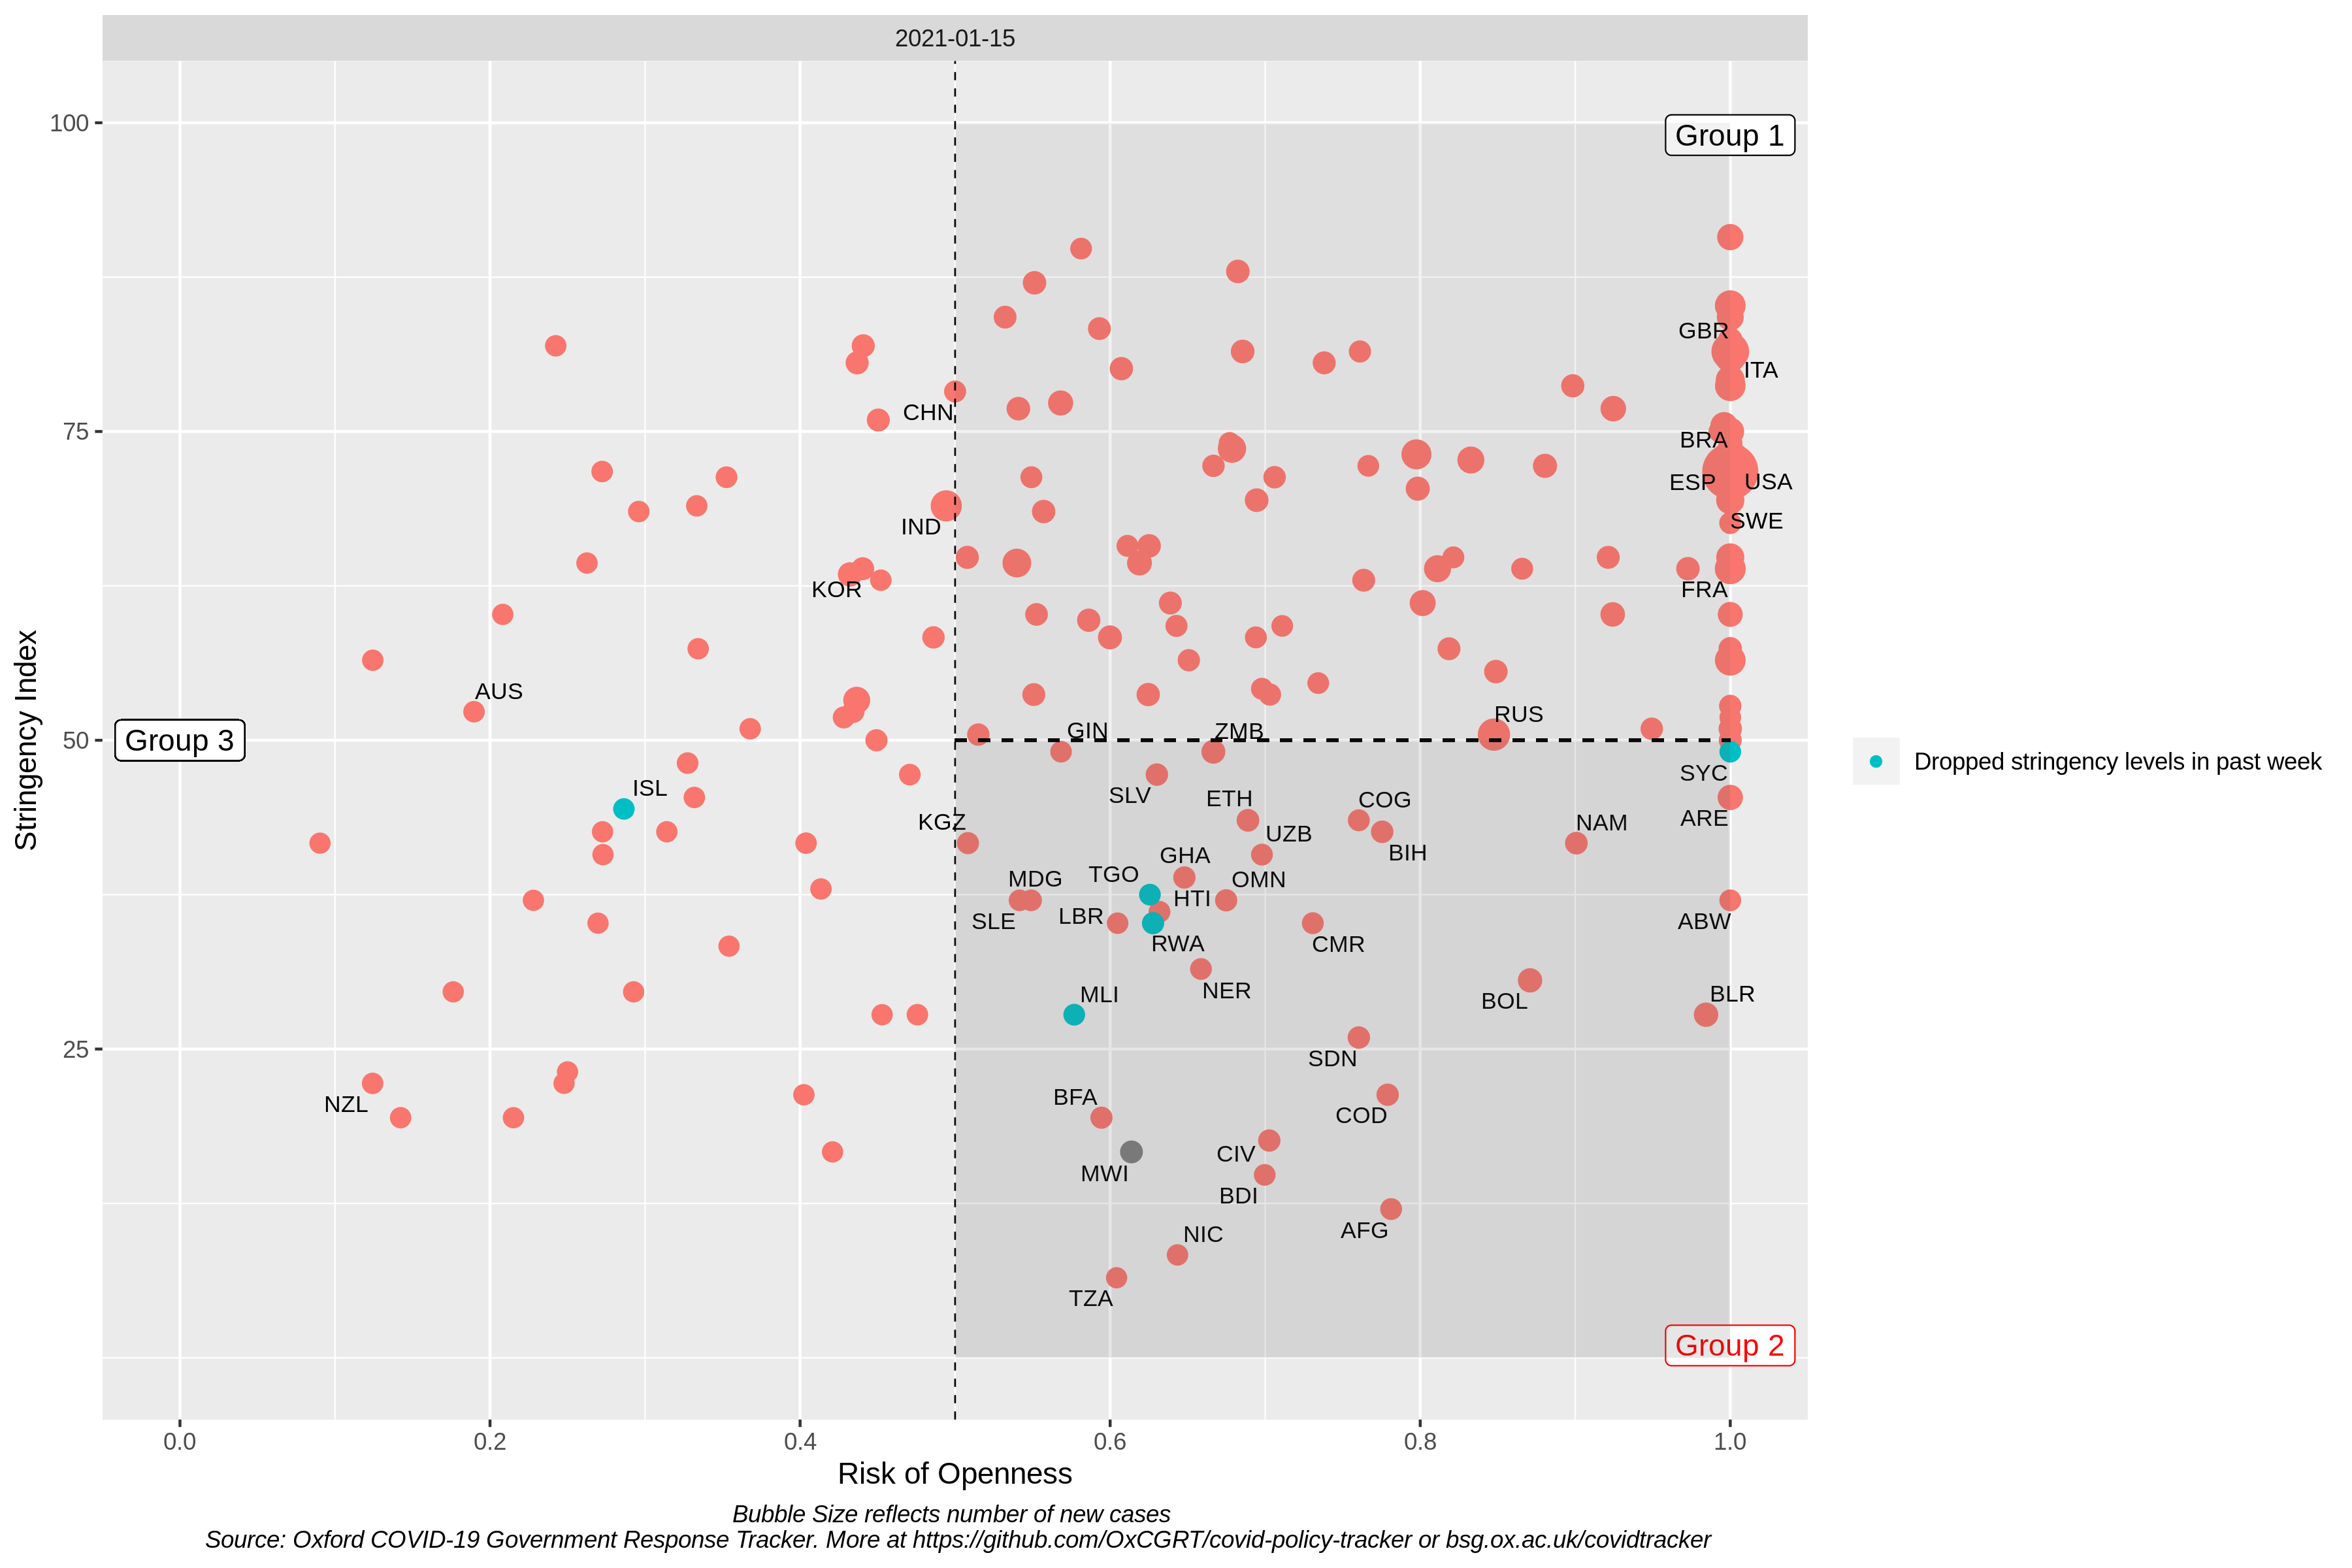 2021-01-15
100
Group 1
GBR
ITA
75
CHN
BRA
ESP
USA
IND
SWE
KOR
FRA
AUS
RUS
GIN
ZMB
50
Group 3
Stringency Index
Dropped stringency levels in past week
SYC
ISL
SLV
ETH
COG
ARE
KGZ
NAM
UZB
BIH
GHA
TGO
MDG
OMN
HTI
LBR
SLE
ABW
RWA
CMR
NER
MLI
BOL
BLR
25
SDN
BFA
NZL
COD
CIV
MWI
BDI
AFG
NIC
TZA
Group 2
0.0
0.2
0.4
0.6
0.8
1.0
Risk of Openness
Bubble Size reflects number of new cases
Source: Oxford COVID-19 Government Response Tracker. More at https://github.com/OxCGRT/covid-policy-tracker or bsg.ox.ac.uk/covidtracker